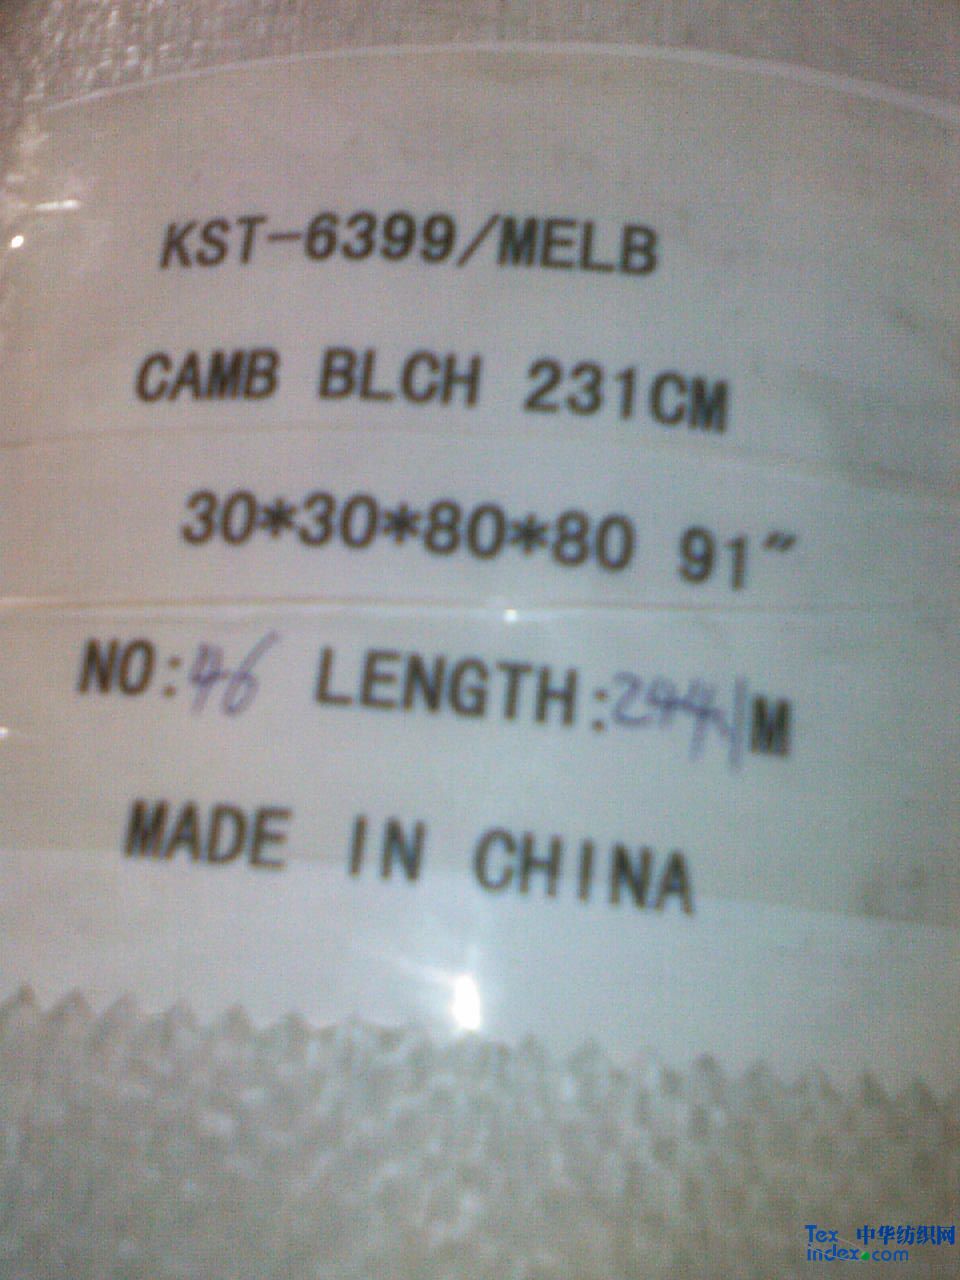 KST-6399/MELB
CAMB BLCH 231CM
30*30*80*80 91"
NO:46 LENGTH: M
MADE IN CHINA
Tex 中华纺织网
index.com